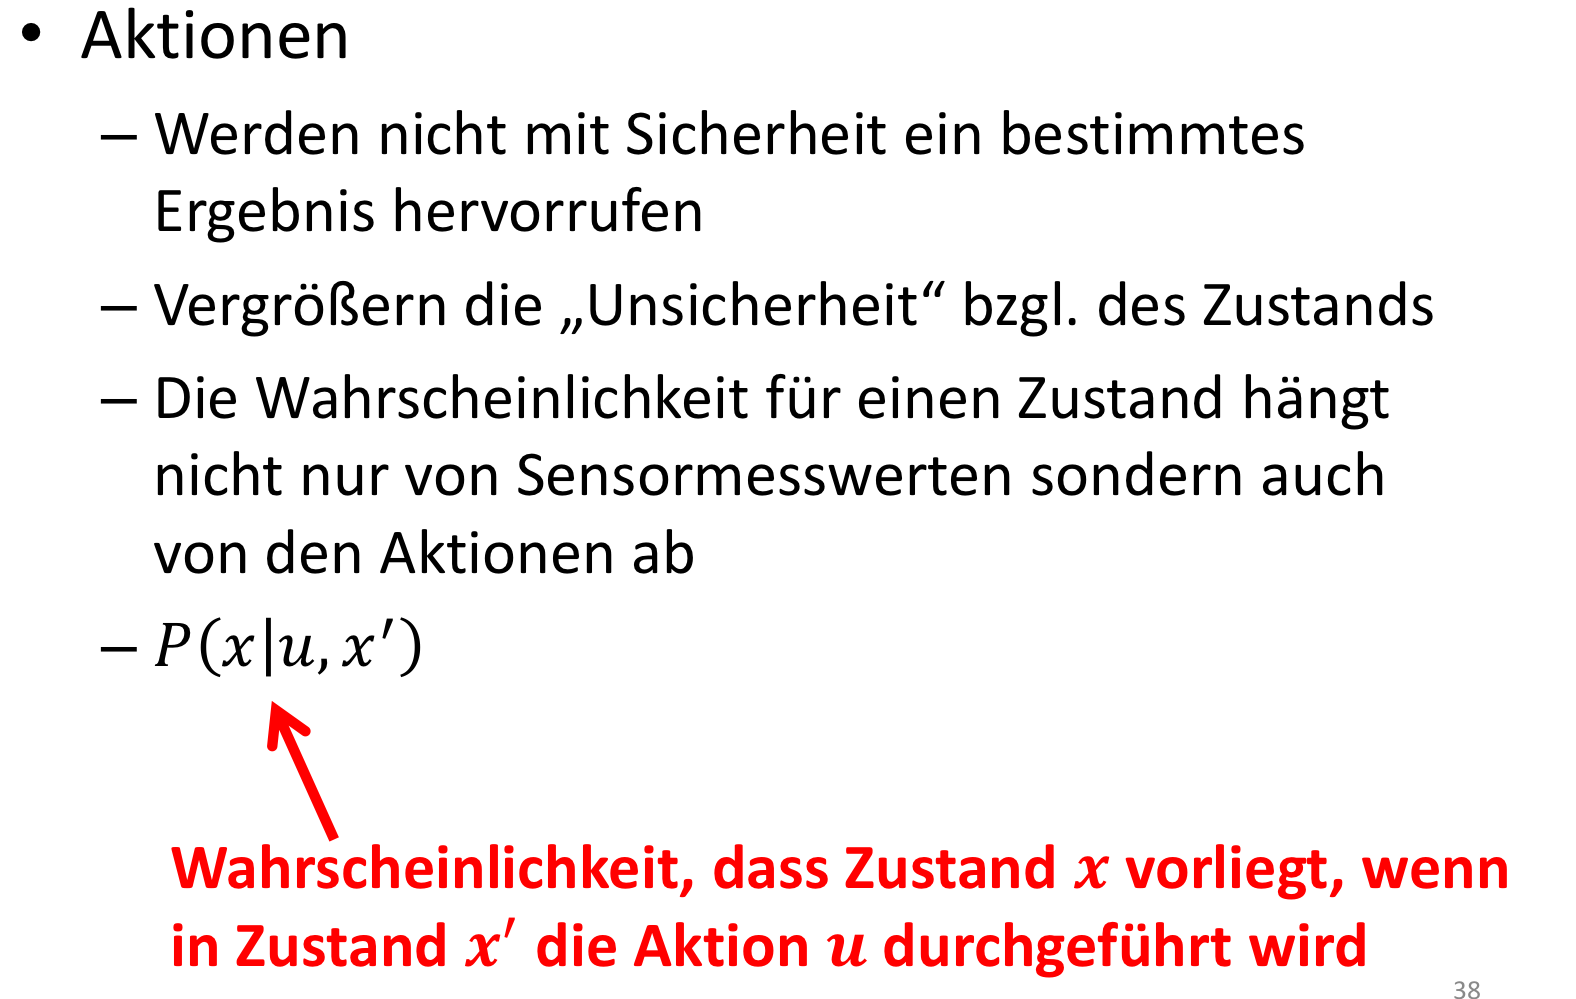 • Aktionen
– Werden nicht mit Sicherheit ein bestimmtes
Ergebnis hervorrufen
– Vergrößern die „Unsicherheit“ bzgl. des Zustands
– Die Wahrscheinlichkeit für einen Zustand hängt
nicht nur von Sensormesswerten sondern auch
von den Aktionen ab
– P(x|u, x′)
Wahrscheinlichkeit, dass Zustand x vorliegt, wenn
in Zustand x′ die Aktion u durchgeführt wird
38